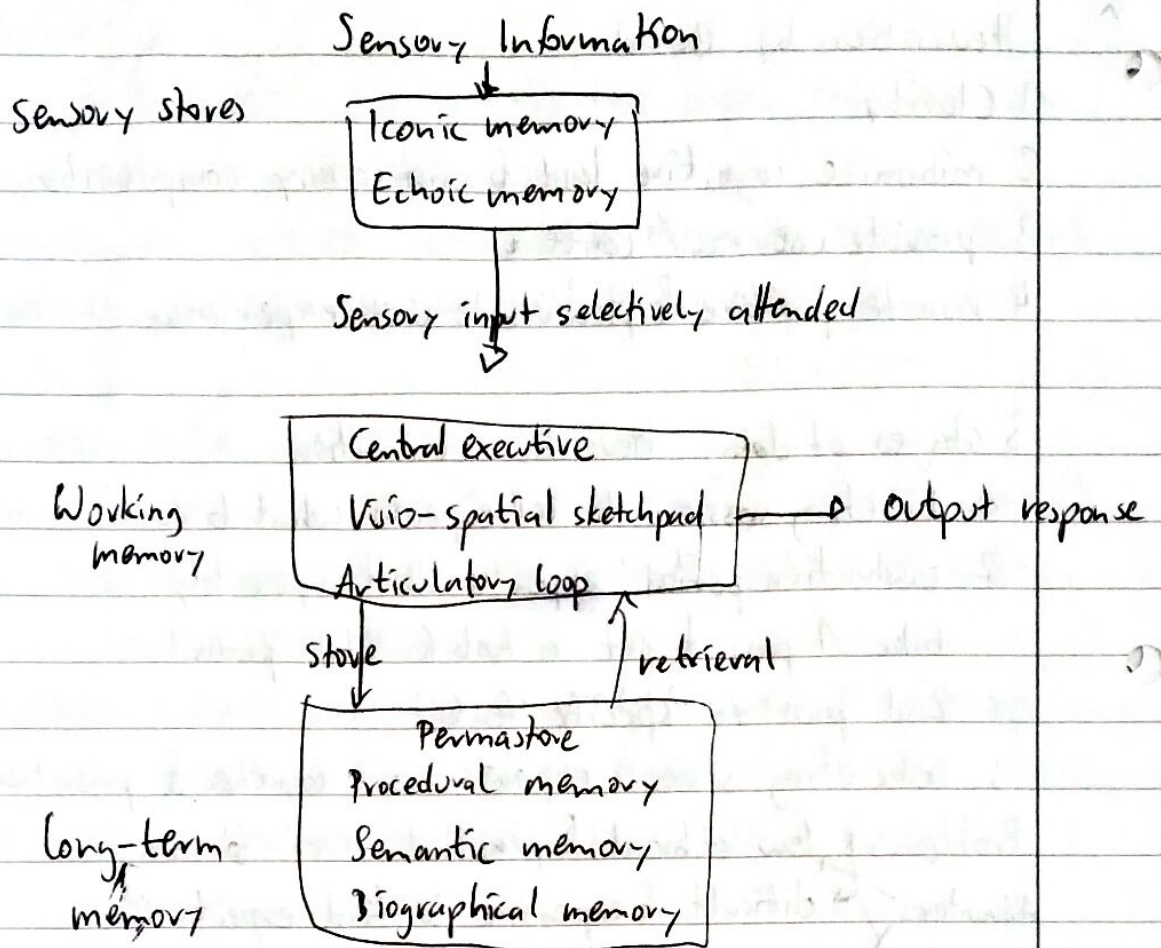 Sensory Information
Sensory stores
Iconic memory
Echoic memory
Sensory input selectively attended
Central executive
Working memory
Vuio-spatial sketchpad
output response
Articulatory loop
store
retrieval
Permastore
Procedural memory
Long-term memory
Semantic memory
Biographical memory